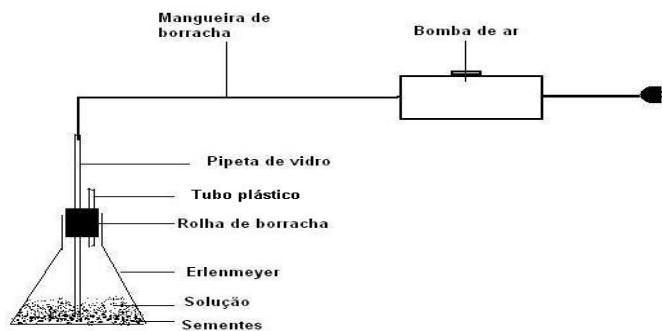 Mangueira de
borracha
Bomba de ar
Pipeta de vidro
Tubo plástico
Rolha de borracha
Erlenmeyer
Solução
Sementes